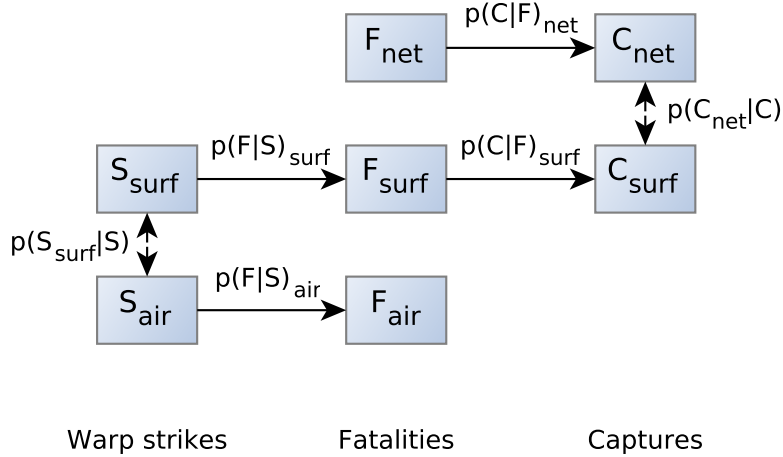 p(C|F)net
Fnet
Cnet
p(Cnet|C)
p(F|S)surf
p(C|F)surf
Ssurf
Fsurf
Csurf
p(Ssurf|S)
p(F|S)air
Sair
Fair
Warp strikes
Fatalities
Captures